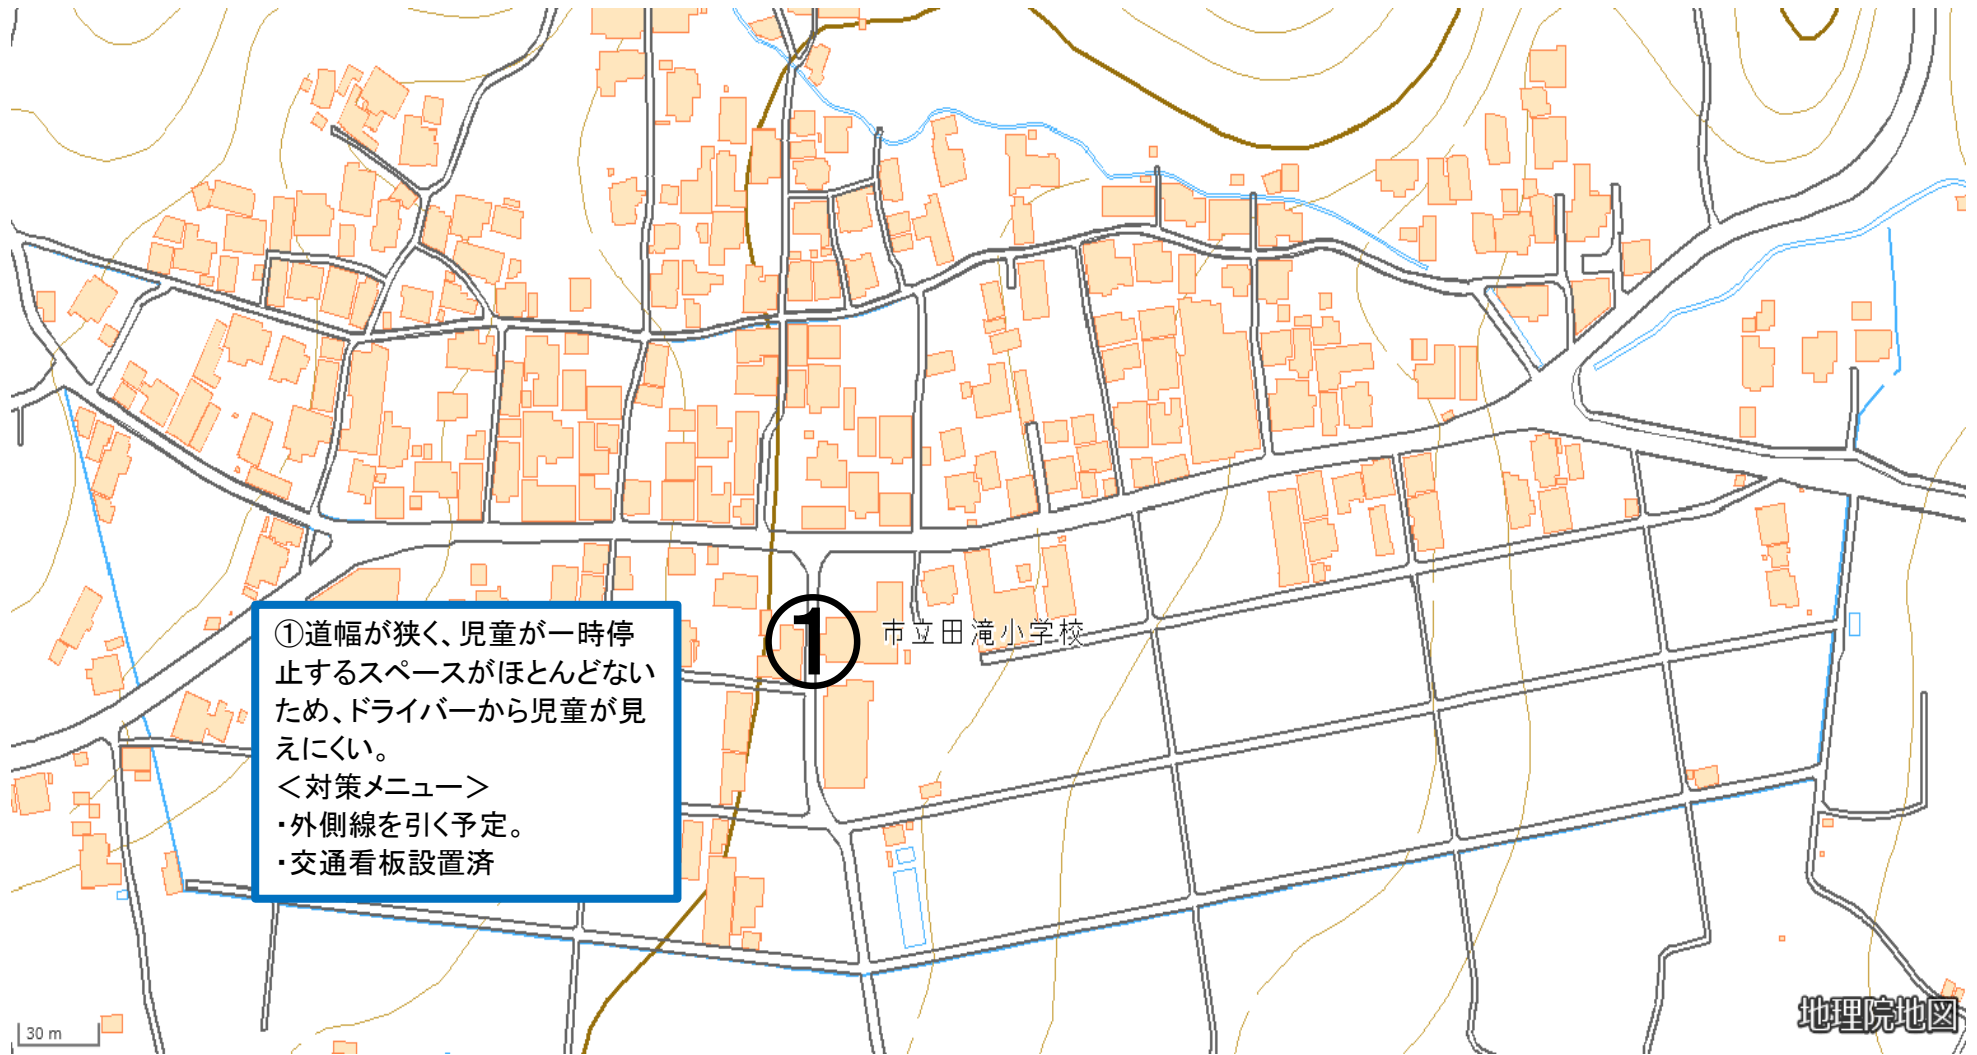 ①道幅が狭く、児童が一時停
止するスペースがほとんどない
ため、ドライバーから児童が見
えにくい。
＜対策メニュー＞
・外側線を引く予定。
・交通看板設置済
①
市立田滝小学校
30 m
地理院地図